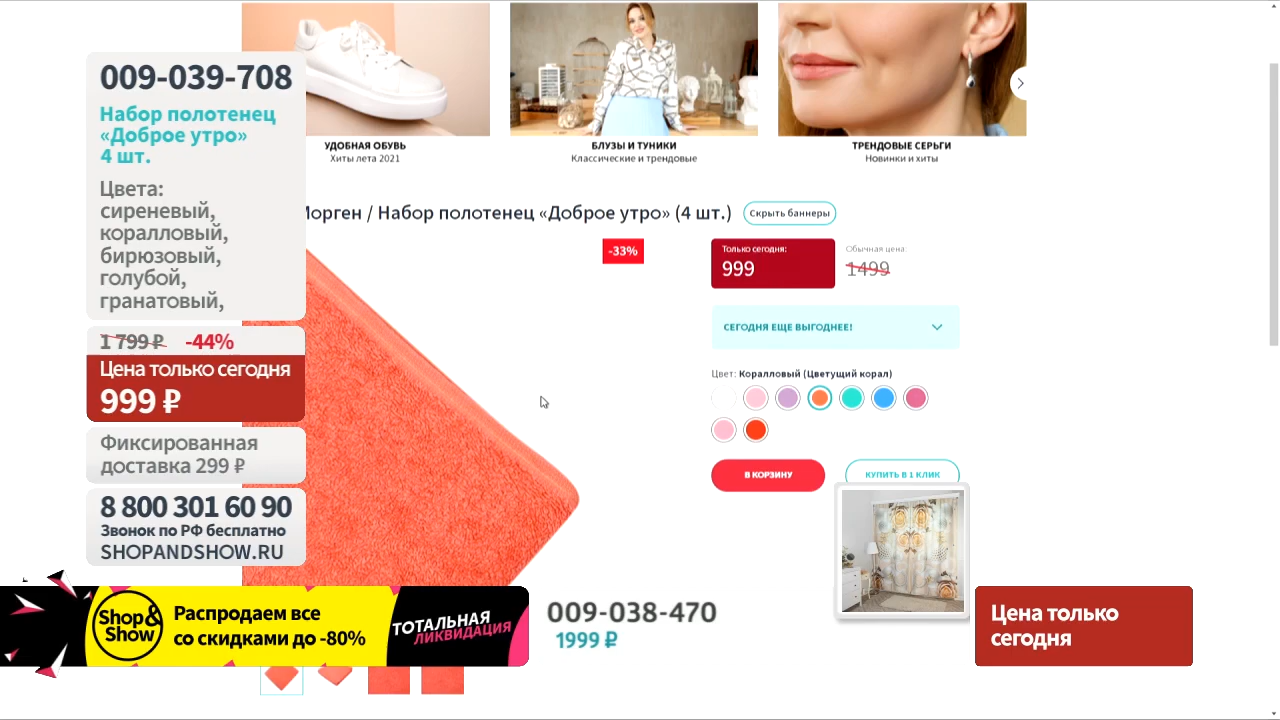 009-039-708
Набор полотенец
«Доброе утро»
4 шт.
Цвета:
сиреневый,
коралловый,
бирюзовый,
голубой,
гранатовый,
1 799 ₽ -44%
Цена только сегодня
999 ₽
Фиксированная
доставка 299 ₽
8 800 301 60 90
Звонок по РФ бесплатно
SHOPANDSHOW.RU
УДОБНАЯ ОБУВЬ
Хиты лета 2021
БЛУЗЫ И ТУНИКИ
Классические и трендовые
ТРЕНДОВЫЕ СЕРЬГИ
Новинки и хиты
Морген / Набор полотенец «Доброе утро» (4 шт.)
Скрыть баннеры
-33%
Только сегодня:
999
Обычная цена:
1499
СЕГОДНЯ ЕЩЕ ВЫГОДНЕЕ!
Цвет: Коралловый (Цветущий корал)
В КОРЗИНУ
КУПИТЬ В 1 КЛИК
Shop&
Show
Распродаем все
со скидками до -80%
ТОТАЛЬНАЯ
ЛИКВИДАЦИЯ
009-038-470
1999 ₽
Цена только
сегодня